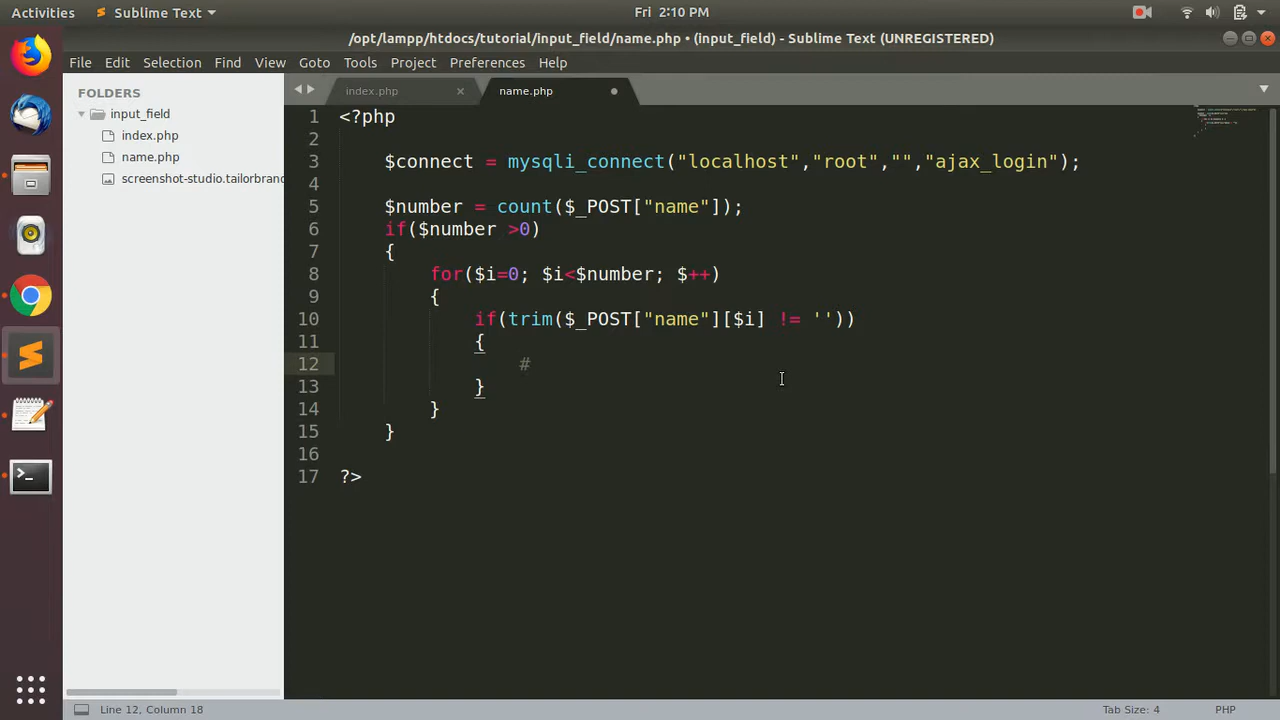 Activities
Sublime Text
Fri 2:10 PM
/opt/lampp/htdocs/tutorial/input_field/name.php • (input_field) - Sublime Text (UNREGISTERED)
File Edit Selection Find View Goto Tools Project Preferences Help
FOLDERS
input_field
index.php
name.php
screenshot-studio.tailorbrand
index.php
name.php
1 <?php
2
3 $connect = mysqli_connect("localhost","root","","ajax_login");
4
5 $number = count($_POST["name"]);
6 if($number >0)
7 {
8 for($i=0; $i<$number; $++)
9 {
10 if(trim($_POST["name"][$i] != ''))
11 {
12 #
13 }
14 }
15 }
16
17 ?>
Line 12, Column 18
Tab Size: 4
PHP